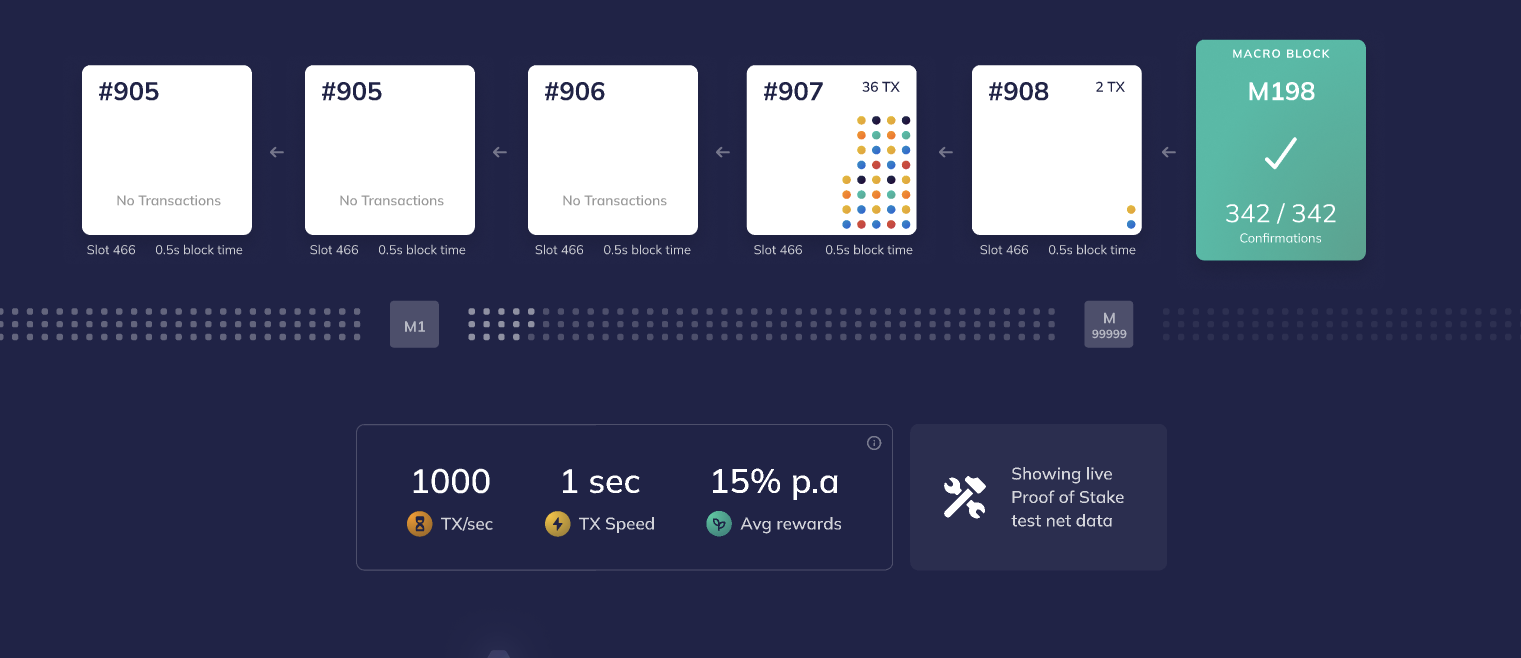 MACRO BLOCK
#905
#905
#906
#907 36 TX
#908 2 TX
M198
No Transactions
No Transactions
No Transactions
342 / 342
Confirmations
Slot 466 0.5s block time
Slot 466 0.5s block time
Slot 466 0.5s block time
Slot 466 0.5s block time
Slot 466 0.5s block time
M1
M
99999
1000
TX/sec
1 sec
TX Speed
15% p.a
Avg rewards
Showing live
Proof of Stake
test net data